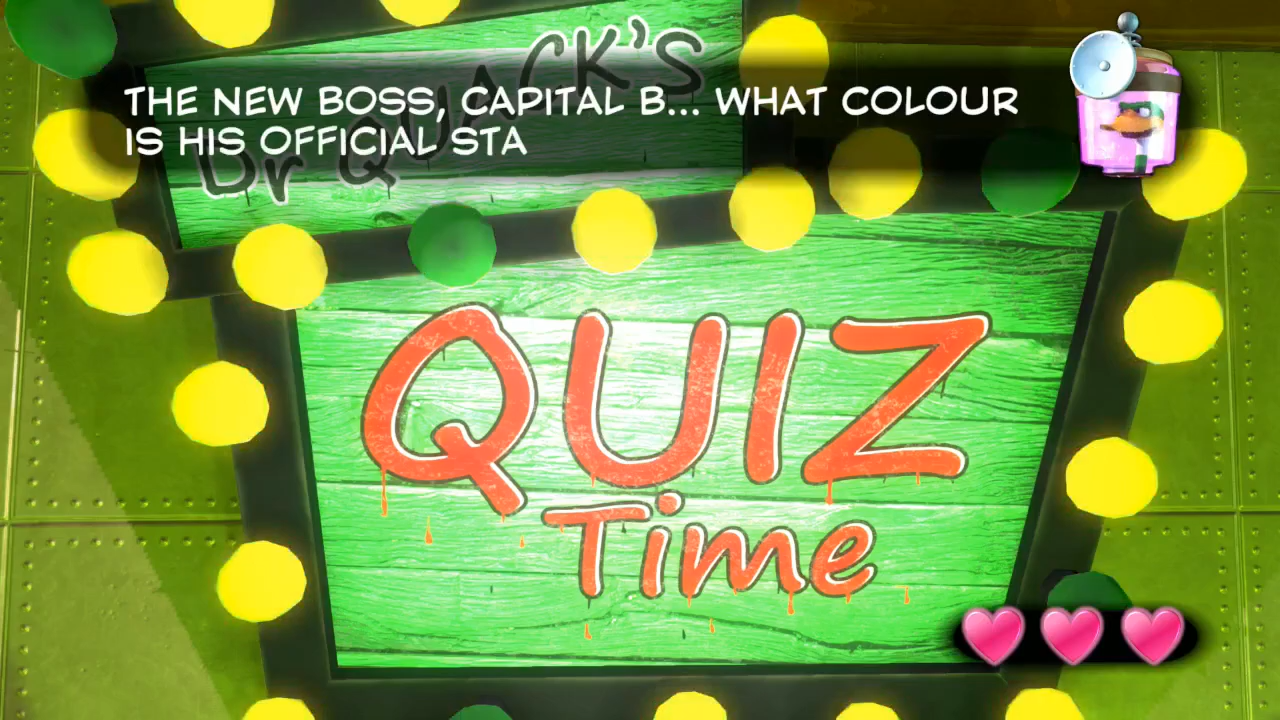 THE NEW BOSS, CAPITAL B... WHAT COLOUR
IS HIS OFFICIAL STA
Dr QUACK'S
QUIZ
Time